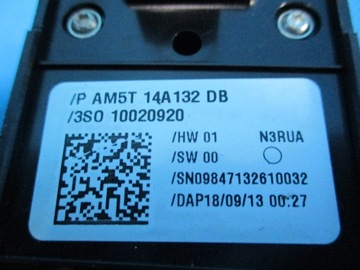 /P AM5T 14A132 DB
/3SO 10020920
/HW 01 N3RUA
/SW 00
/SN09847132610032
/DAP18/09/13 00:27